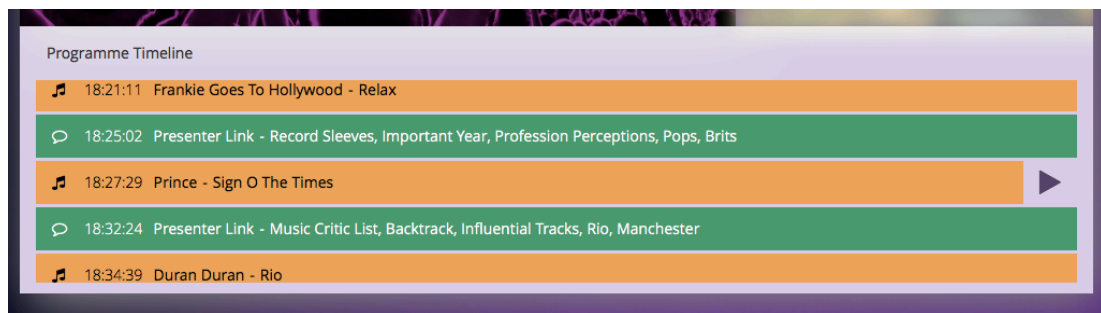 Programme Timeline
18:21:11 Frankie Goes To Hollywood - Relax
18:25:02 Presenter Link - Record Sleeves, Important Year, Profession Perceptions, Pops, Brits
18:27:29 Prince - Sign O The Times
18:32:24 Presenter Link - Music Critic List, Backtrack, Influential Tracks, Rio, Manchester
18:34:39 Duran Duran - Rio